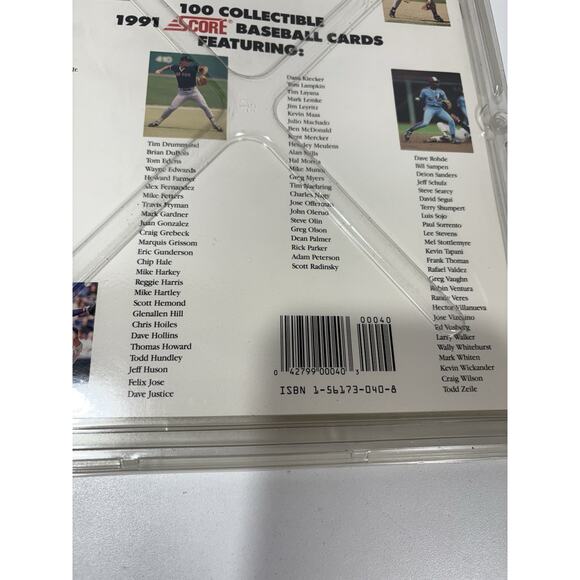 100 COLLECTIBLE
1991 SCORE® BASEBALL CARDS
FEATURING:
Tim Drummond
Brian DuBois
Tom Edens
Wayne Edwards
Howard Farmer
Alex Fernandez
Mike Fetters
Travis Fryman
Mark Gardner
Juan Gonzalez
Craig Grebeck
Marquis Grissom
Eric Gunderson
Chip Hale
Mike Harkey
Reggie Harris
Mike Hartley
Scott Hemond
Glenallen Hill
Chris Hoiles
Dave Hollins
Thomas Howard
Todd Hundley
Jeff Huson
Felix Jose
Dave Justice
Dana Kiecker
Tom Lampkin
Tim Layana
Mark Lemke
Jim Leyritz
Kevin Maas
Julio Machado
Ben McDonald
Kent Mercker
Hensley Meulens
Alan Mills
Hal Morris
Mike Munoz
Greg Myers
Tim Naehring
Charles Nagy
Jose Offerman
John Olerud
Steve Olin
Greg Olson
Dean Palmer
Rick Parker
Adam Peterson
Scott Radinsky
Dave Rohde
Bill Sampen
Deion Sanders
Jeff Schulz
Steve Searcy
David Segui
Terry Shumpert
Luis Sojo
Paul Sorrento
Lee Stevens
Mel Stottlemyre
Kevin Tapani
Frank Thomas
Rafael Valdez
Greg Vaughn
Robin Ventura
Randy Veres
Hector Villanueva
Jose Vizcaino
Ed Vosberg
Larry Walker
Wally Whitehurst
Mark Whiten
Kevin Wickander
Craig Wilson
Todd Zeile
00040
0 42799 00040 3
ISBN 1-56173-040-8